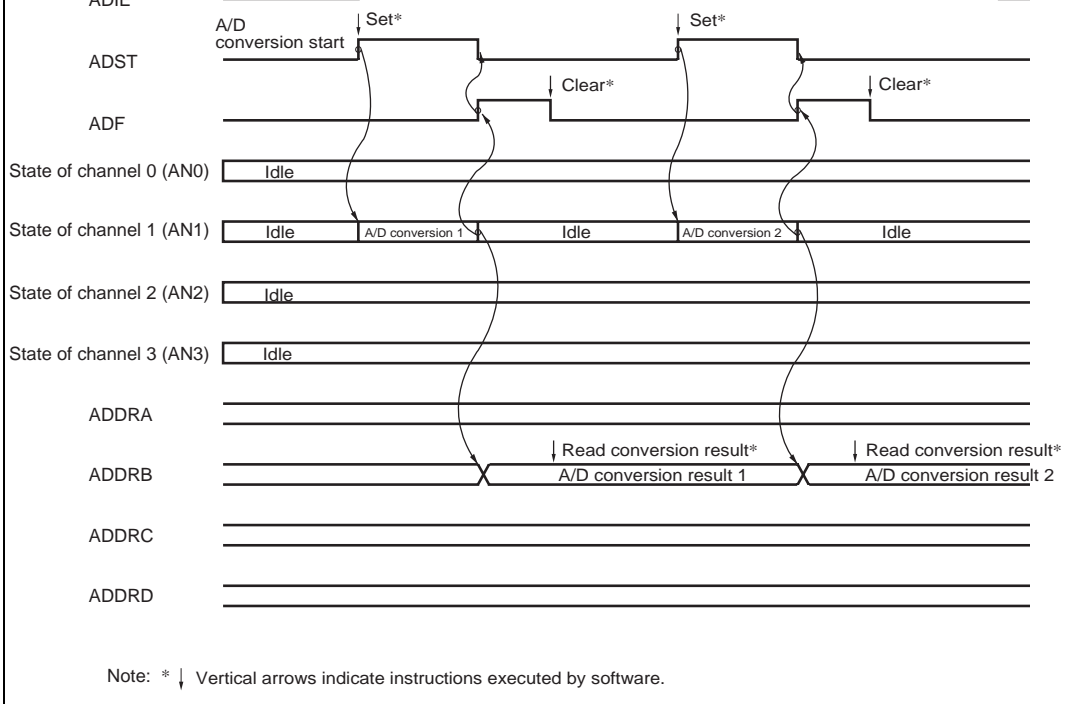 ADIE
Set*
Set*
A/D
conversion start
ADST
Clear*
Clear*
ADF
State of channel 0 (AN0)
Idle
State of channel 1 (AN1)
Idle
A/D conversion 1
Idle
A/D conversion 2
Idle
State of channel 2 (AN2)
Idle
State of channel 3 (AN3)
Idle
ADDRA
Read conversion result*
Read conversion result*
ADDRB
A/D conversion result 1
A/D conversion result 2
ADDRC
ADDRD
Note: * ↓ Vertical arrows indicate instructions executed by software.